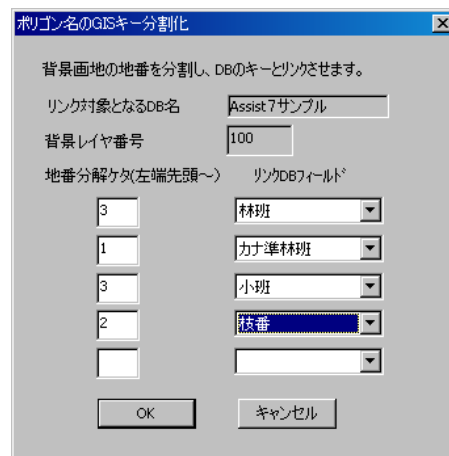 ポリゴン名のGISキー分割化
背景画地の地番を分割し、DBのキーとリンクさせます。
リンク対象となるDB名 Assist7サンプル
背景レイヤ番号 100
地番分解ケタ(左端先頭～) リンクDBフィールド
3 林班
1 カナ準林班
3 小班
2 枝番
OK キャンセル